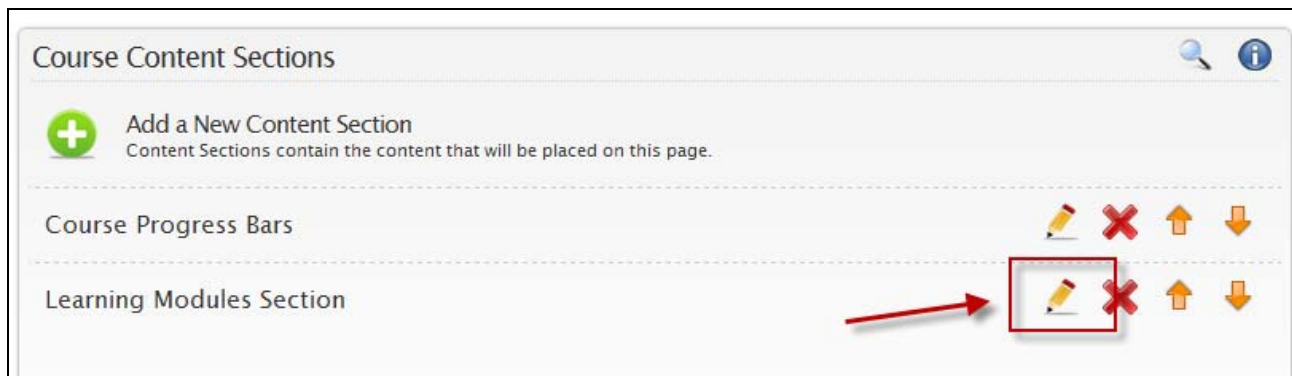 Course Content Sections
Add a New Content Section
Content Sections contain the content that will be placed on this page.
Course Progress Bars
Learning Modules Section